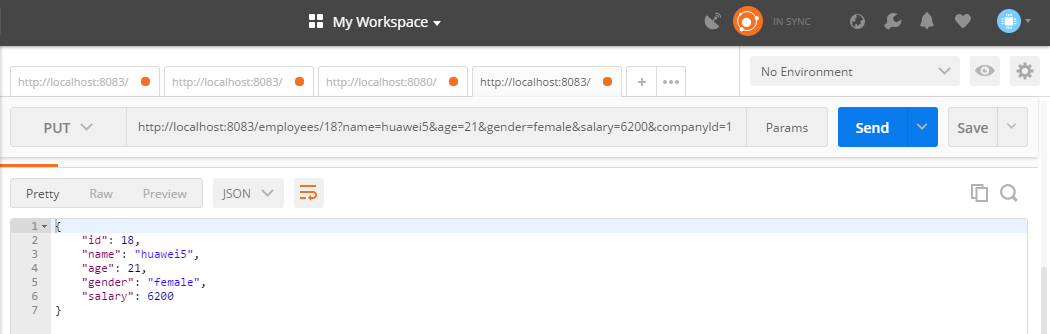 My Workspace
IN SYNC
http://localhost:8083/ http://localhost:8083/ http://localhost:8080/ http://localhost:8083/ + ••• No Environment
PUT http://localhost:8083/employees/18?name=huawei5&age=21&gender=female&salary=6200&companyId=1 Params Send Save
Pretty Raw Preview JSON
1 {
2 "id": 18,
3 "name": "huawei5",
4 "age": 21,
5 "gender": "female",
6 "salary": 6200
7 }